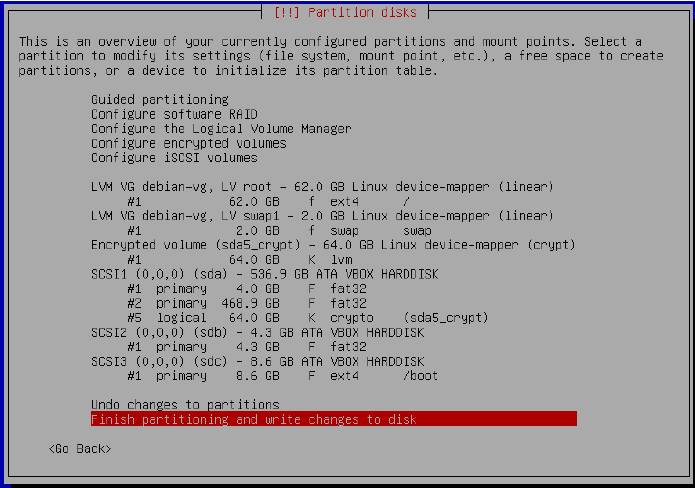 [!!] Partition disks
This is an overview of your currently configured partitions and mount points. Select a
partition to modify its settings (file system, mount point, etc.), a free space to create
partitions, or a device to initialize its partition table.
Guided partitioning
Configure software RAID
Configure the Logical Volume Manager
Configure encrypted volumes
Configure iSCSI volumes
LVM VG debian-vg, LV root - 62.0 GB Linux device-mapper (linear)
#1 62.0 GB f ext4 /
LVM VG debian-vg, LV swap1 - 2.0 GB Linux device-mapper (linear)
#1 2.0 GB f swap swap
Encrypted volume (sda5_crypt) - 64.0 GB Linux device-mapper (crypt)
#1 64.0 GB K lvm
SCSI1 (0,0,0) (sda) - 536.9 GB ATA VBOX HARDDISK
#1 primary 4.0 GB F fat32
#2 primary 468.9 GB F fat32
#5 logical 64.0 GB K crypto (sda5_crypt)
SCSI2 (0,0,0) (sdb) - 4.3 GB ATA VBOX HARDDISK
#1 primary 4.3 GB F fat32
SCSI3 (0,0,0) (sdc) - 8.6 GB ATA VBOX HARDDISK
#1 primary 8.6 GB F ext4 /boot
Undo changes to partitions
Finish partitioning and write changes to disk
<Go Back>